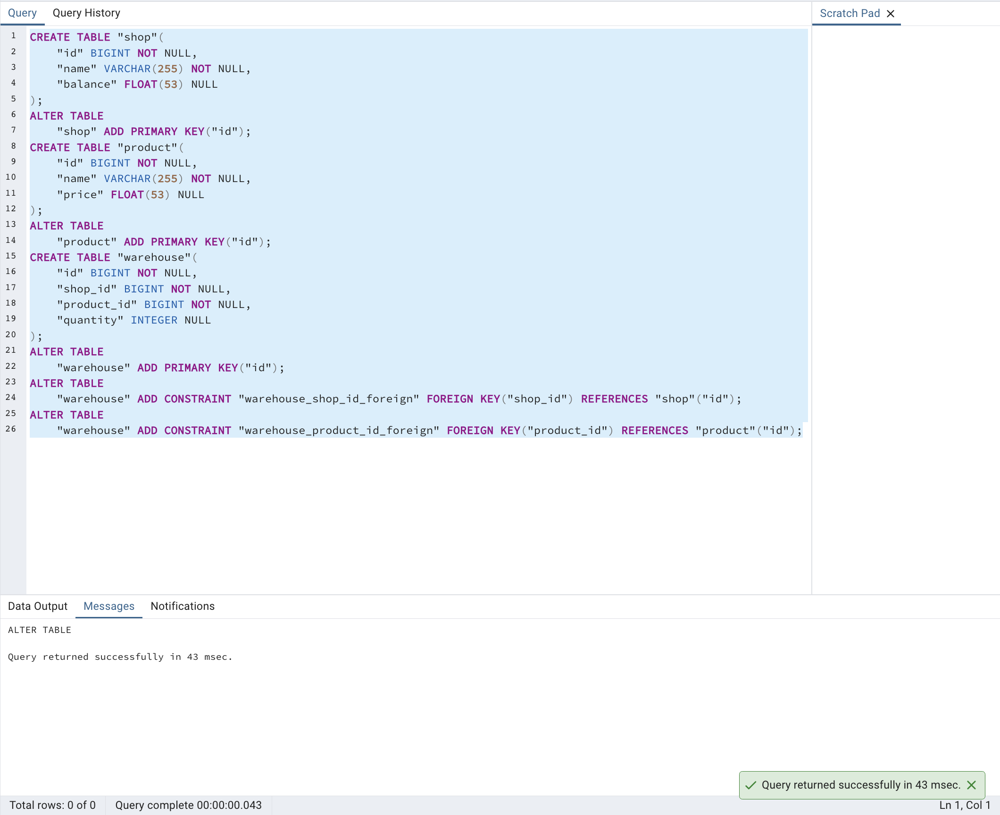 Query Query History Scratch Pad
1 CREATE TABLE "shop"(
2 "id" BIGINT NOT NULL,
3 "name" VARCHAR(255) NOT NULL,
4 "balance" FLOAT(53) NULL
5 );
6 ALTER TABLE
7 "shop" ADD PRIMARY KEY("id");
8 CREATE TABLE "product"(
9 "id" BIGINT NOT NULL,
10 "name" VARCHAR(255) NOT NULL,
11 "price" FLOAT(53) NULL
12 );
13 ALTER TABLE
14 "product" ADD PRIMARY KEY("id");
15 CREATE TABLE "warehouse"(
16 "id" BIGINT NOT NULL,
17 "shop_id" BIGINT NOT NULL,
18 "product_id" BIGINT NOT NULL,
19 "quantity" INTEGER NULL
20 );
21 ALTER TABLE
22 "warehouse" ADD PRIMARY KEY("id");
23 ALTER TABLE
24 "warehouse" ADD CONSTRAINT "warehouse_shop_id_foreign" FOREIGN KEY("shop_id") REFERENCES "shop"("id");
25 ALTER TABLE
26 "warehouse" ADD CONSTRAINT "warehouse_product_id_foreign" FOREIGN KEY("product_id") REFERENCES "product"("id");
Data Output Messages Notifications
ALTER TABLE
Query returned successfully in 43 msec.
Query returned successfully in 43 msec.
Total rows: 0 of 0 Query complete 00:00:00.043 Ln 1, Col 1